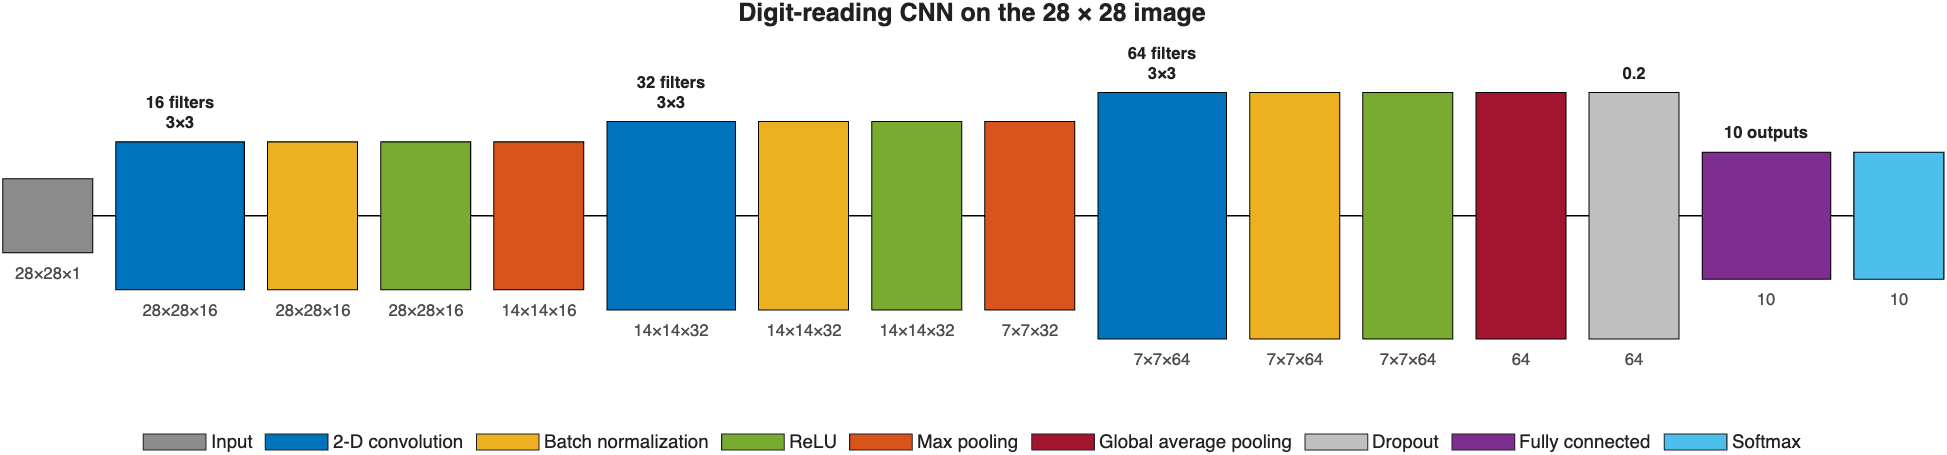 Digit-reading CNN on the 28 × 28 image
28×28×1
16 filters
3×3
28×28×16
28×28×16
28×28×16
14×14×16
32 filters
3×3
14×14×32
14×14×32
14×14×32
7×7×32
64 filters
3×3
7×7×64
7×7×64
7×7×64
64
0.2
64
10 outputs
10
10
Input
2-D convolution
Batch normalization
ReLU
Max pooling
Global average pooling
Dropout
Fully connected
Softmax